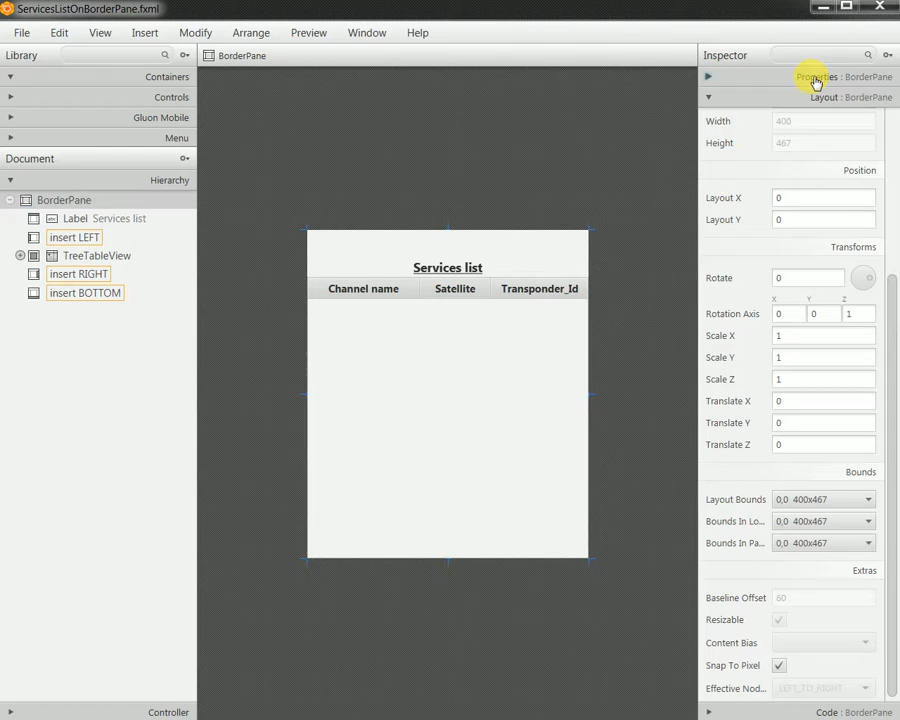 ServicesListOnBorderPane.fxml
File Edit View Insert Modify Arrange Preview Window Help
Library
BorderPane
Inspector
Containers
Controls
Gluon Mobile
Menu
Document
Hierarchy
BorderPane
abc Label Services list
insert LEFT
TreeTableView
insert RIGHT
insert BOTTOM
Controller
Services list
Channel name Satellite Transponder_Id
Properties : BorderPane
Layout : BorderPane
Width 400
Height 467
Position
Layout X 0
Layout Y 0
Transforms
Rotate 0
X Y Z
Rotation Axis 0 0 1
Scale X 1
Scale Y 1
Scale Z 1
Translate X 0
Translate Y 0
Translate Z 0
Bounds
Layout Bounds 0,0 400x467
Bounds In Lo... 0,0 400x467
Bounds In Pa... 0,0 400x467
Extras
Baseline Offset 60
Resizable
Content Bias
Snap To Pixel
Effective Nod... LEFT_TO_RIGHT
Code : BorderPane